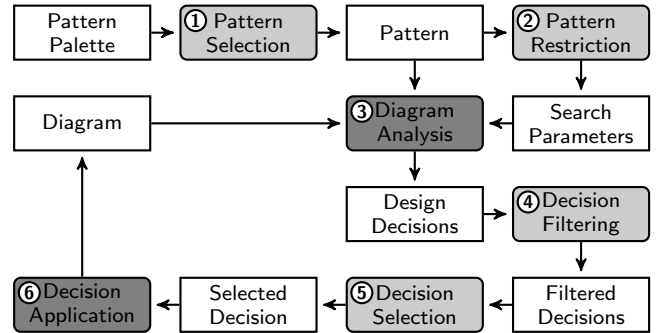 Pattern
Palette
① Pattern
Selection
Pattern
② Pattern
Restriction
Diagram
③ Diagram
Analysis
Search
Parameters
Design
Decisions
④ Decision
Filtering
⑥ Decision
Application
Selected
Decision
⑤ Decision
Selection
Filtered
Decisions